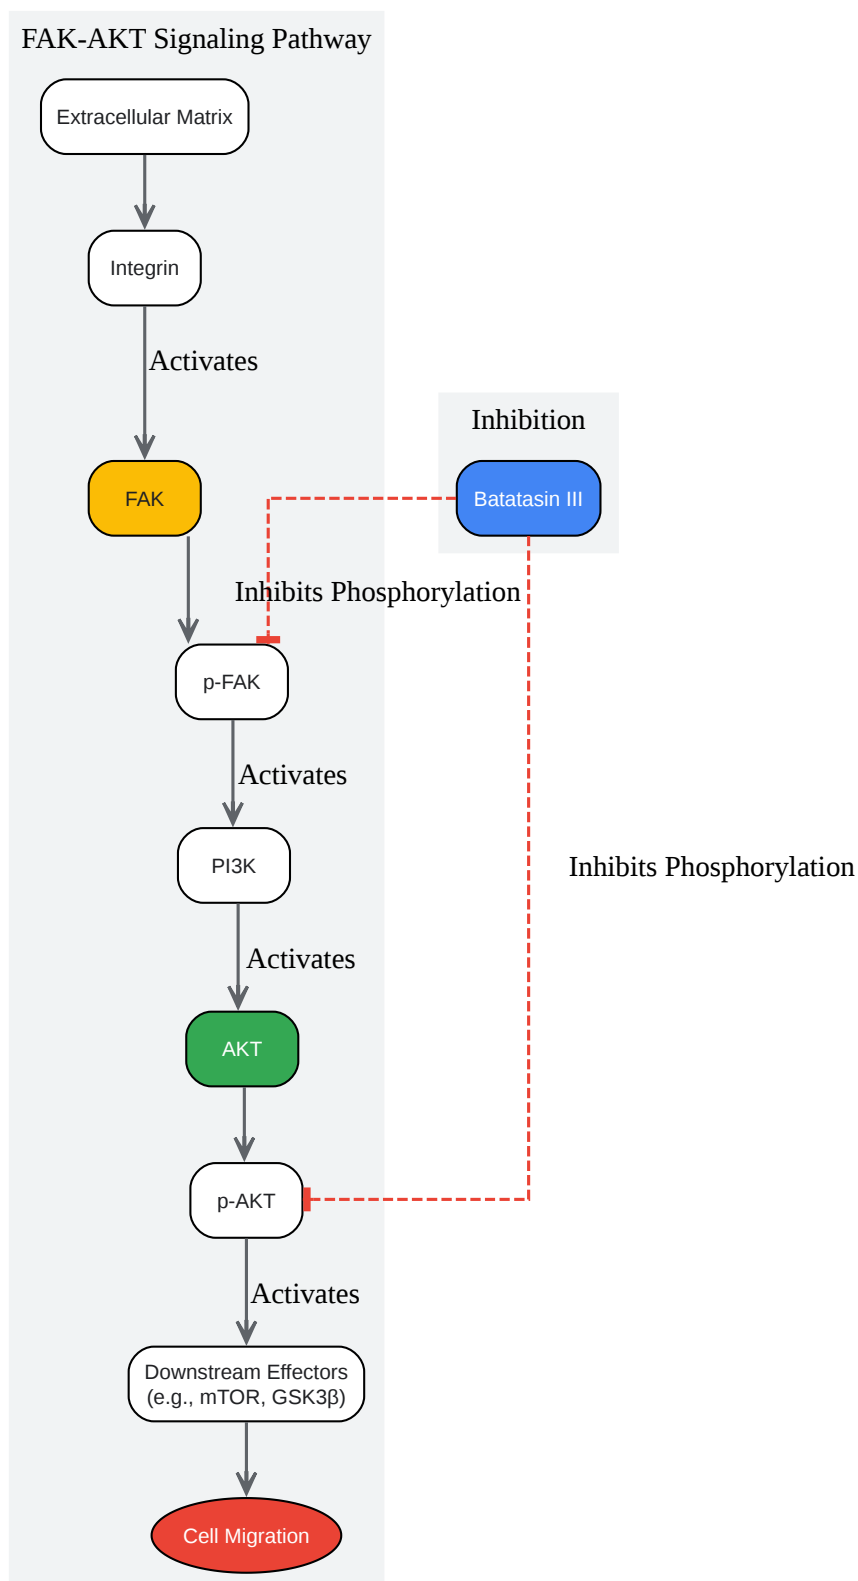 FAK-AKT Signaling Pathway
Extracellular Matrix
Integrin
Activates
Inhibition
FAK
Batatasin III
Inhibits Phosphorylation
p-FAK
Activates
PI3K
Inhibits Phosphorylation
Activates
AKT
p-AKT
Activates
Downstream Effectors
(e.g., mTOR, GSK3β)
Cell Migration